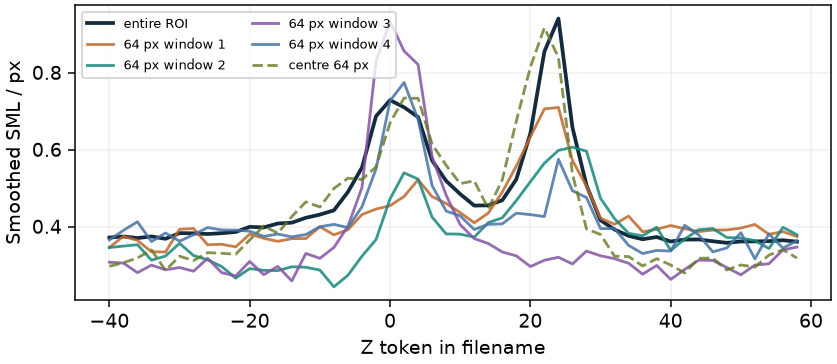 entire ROI
64 px window 1
64 px window 2
64 px window 3
64 px window 4
centre 64 px
Smoothed SML / px
0.8
0.6
0.4
−40
−20
0
20
40
60
Z token in filename